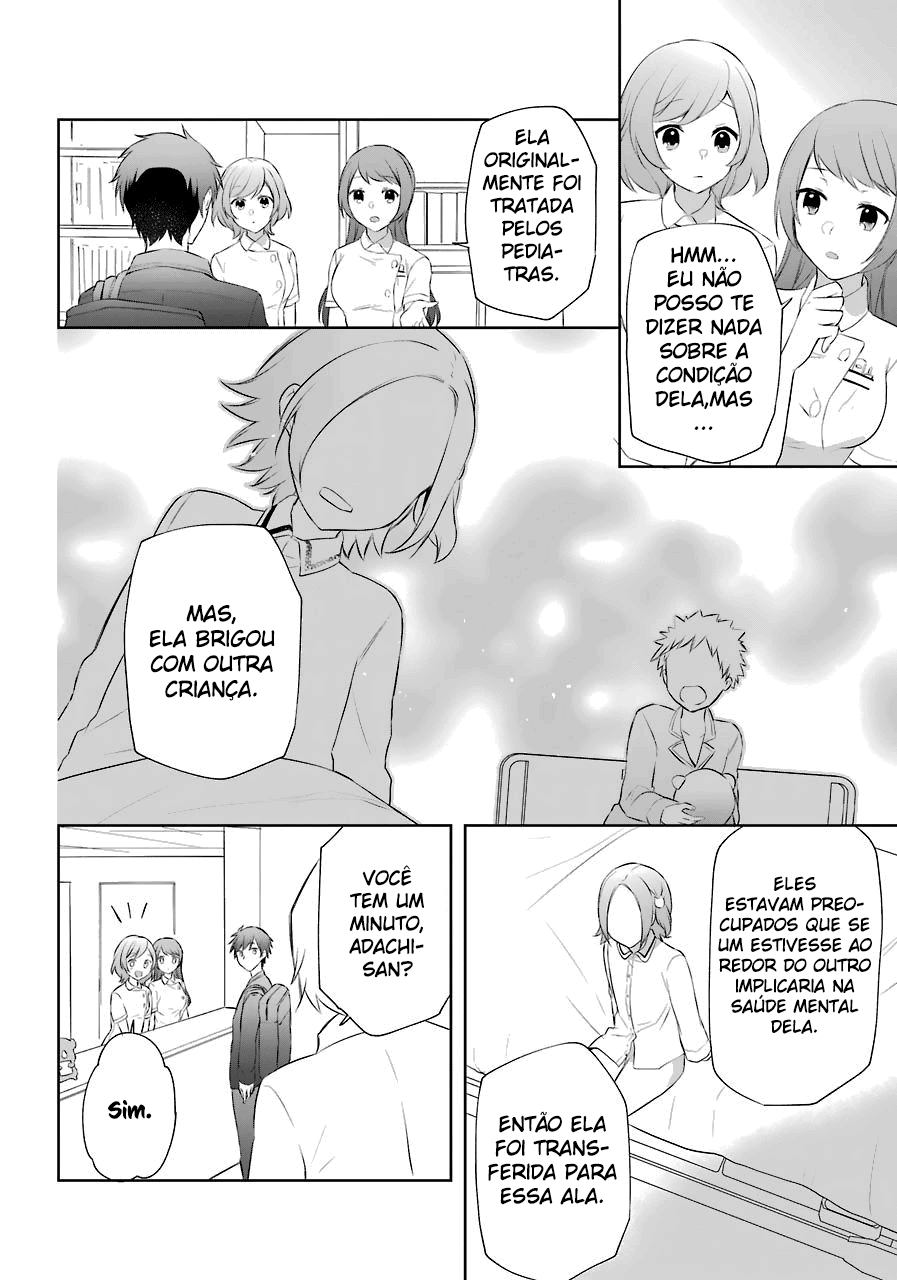 HMM...
EU NÃO
POSSO TE
DIZER NADA
SOBRE A
CONDIÇÃO
DELA,MAS
...
ELA
ORIGINAL-
MENTE FOI
TRATADA
PELOS
PEDIA-
TRAS.
MAS,
ELA BRIGOU
COM OUTRA
CRIANÇA.
ELES
ESTAVAM PREO-
CUPADOS QUE SE
UM ESTIVESSE AO
REDOR DO OUTRO
IMPLICARIA NA
SAÚDE MENTAL
DELA.
ENTÃO ELA
FOI TRANS-
FERIDA PARA
ESSA ALA.
VOCÊ
TEM UM
MINUTO,
ADACHI-
SAN?
Sim.